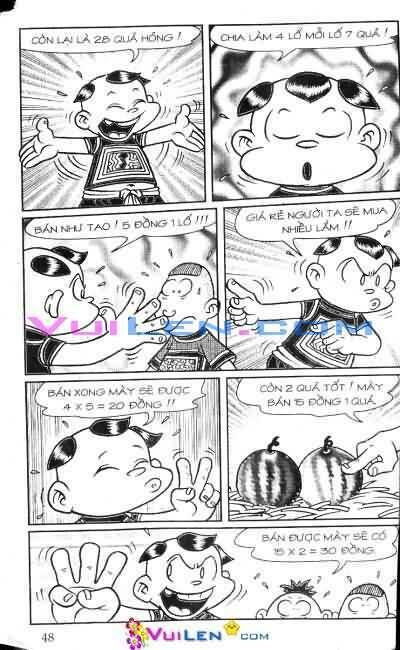 CÒN LẠI LÀ 28 QUẢ HỒNG !
CHIA LÀM 4 LỐ MỖI LỐ 7 QUẢ !
BÁN NHƯ TAO ! 5 ĐỒNG 1 LỐ !!!
GIÁ RẺ NGƯỜI TA SẼ MUA
NHIỀU LẮM !!
VuiLen.com
BÁN XONG MÀY SẼ ĐƯỢC
4 x 5 = 20 ĐỒNG !!
CÒN 2 QUẢ TỐT ! MÀY
BÁN 15 ĐỒNG 1 QUẢ.
BÁN ĐƯỢC MÀY SẼ CÓ
15 X 2 = 30 ĐỒNG
48
VuiLen.com